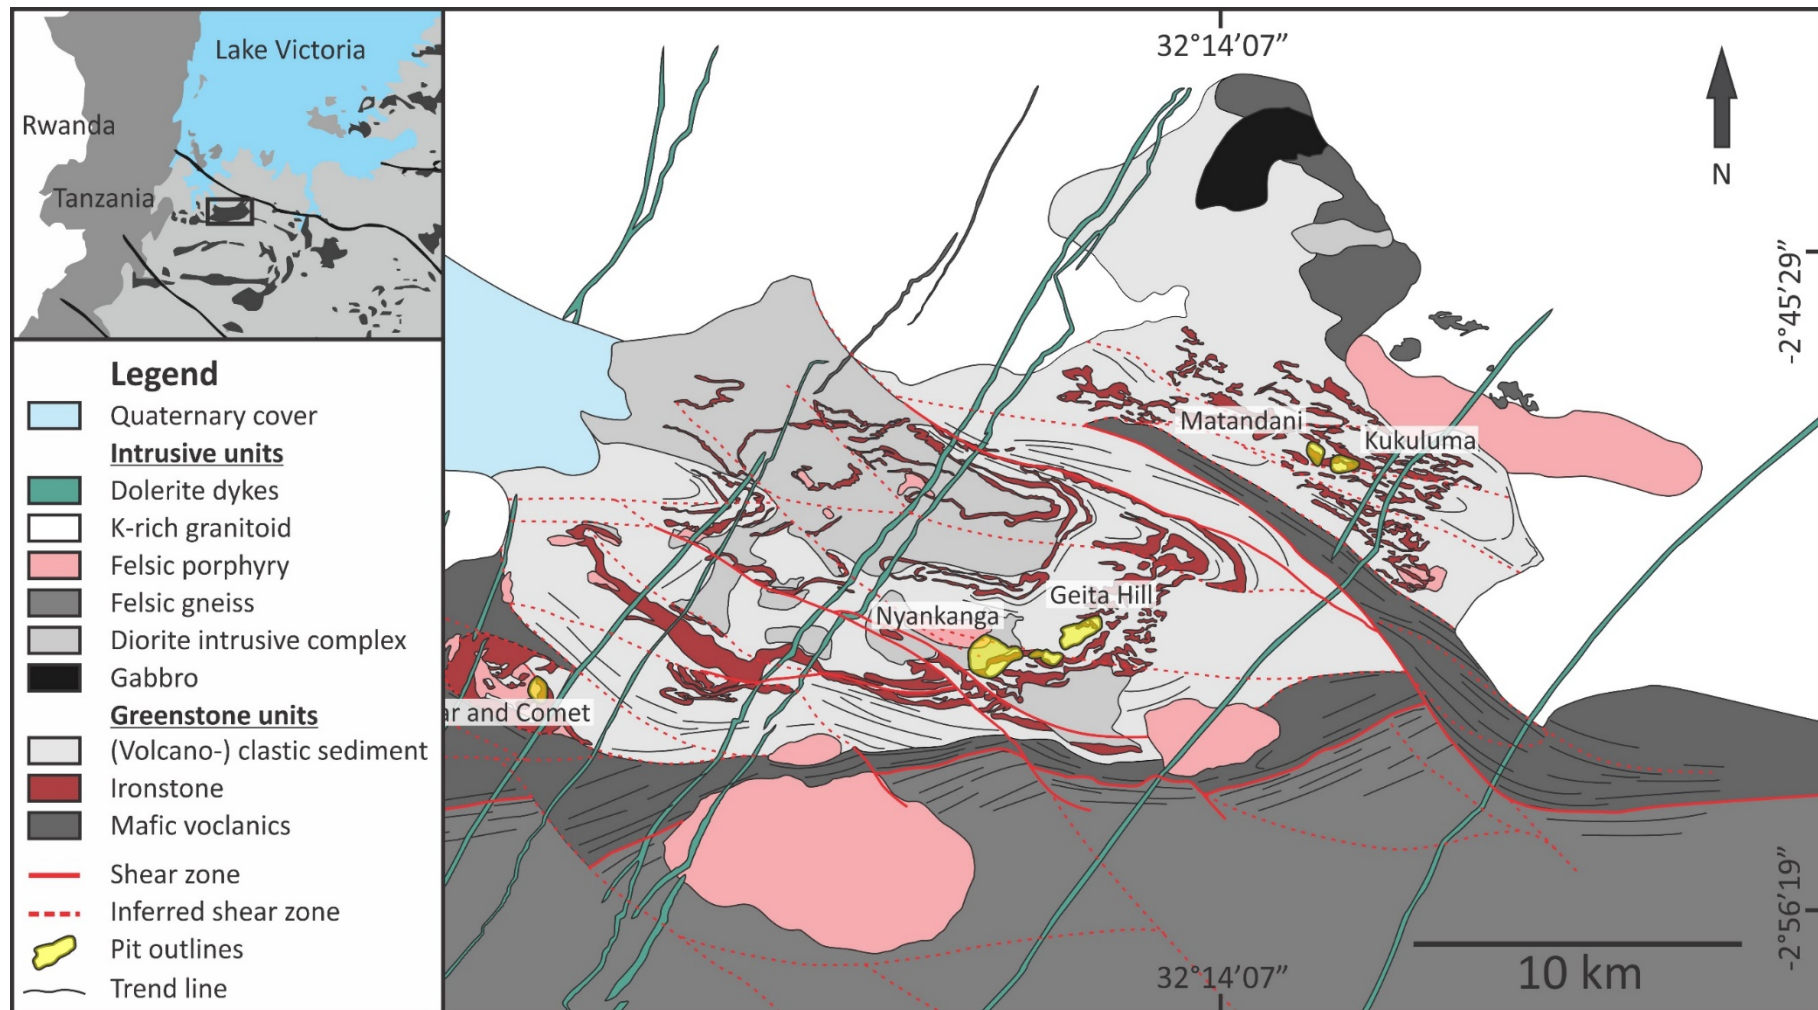 Lake Victoria
Rwanda
Tanzania
Legend
Quaternary cover
Intrusive units
Dolerite dykes
K-rich granitoid
Felsic porphyry
Felsic gneiss
Diorite intrusive complex
Gabbro
Greenstone units
(Volcano-) clastic sediment
Ironstone
Mafic voclanics
Shear zone
Inferred shear zone
Pit outlines
Trend line
32°14’07”
N
-2°45’29”
Matandani
Kukuluma
Geita Hill
Nyankanga
ar and Comet
-2°56’19”
10 km
32°14’07”